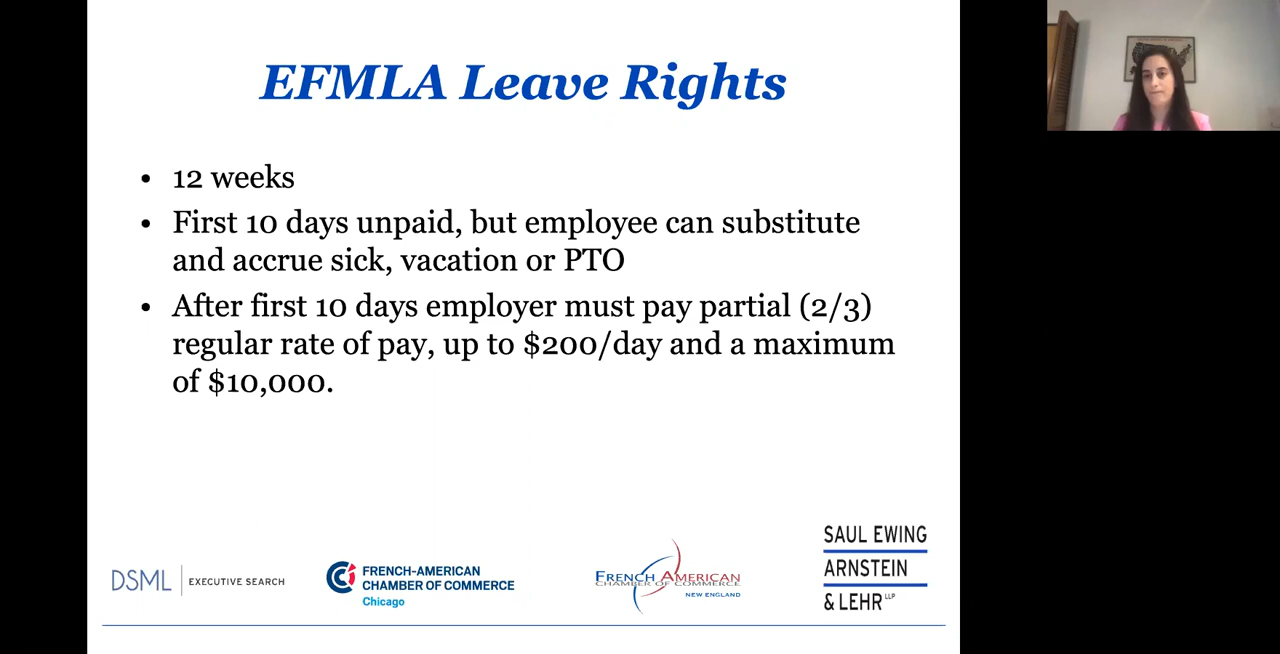 EFMLA Leave Rights
• 12 weeks
• First 10 days unpaid, but employee can substitute
and accrue sick, vacation or PTO
• After first 10 days employer must pay partial (2/3)
regular rate of pay, up to $200/day and a maximum
of $10,000.
DSML EXECUTIVE SEARCH
FRENCH-AMERICAN
CHAMBER OF COMMERCE
Chicago
FRENCH AMERICAN
CHAMBER OF COMMERCE
NEW ENGLAND
SAUL EWING
ARNSTEIN
& LEHR LLP